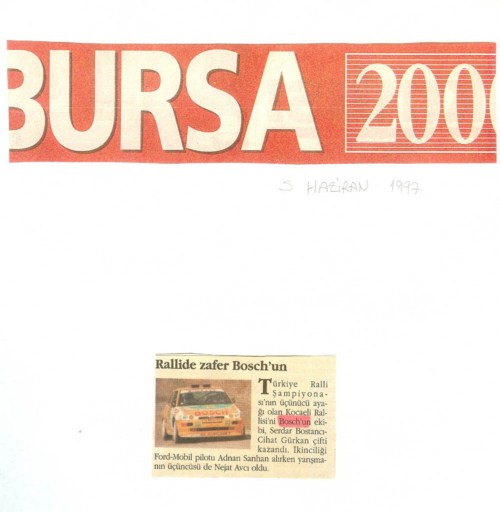 BURSA 200
3 HAZİRAN 1997
Rallide zafer Bosch'un
BOSCH
Türkiye Ralli
Şampiyona-
sı'nın üçüncü aya-
ğı olan Kocaeli Ral-
lisi'ni Bosch'un eki-
bi, Serdar Bostancı-
Cihat Gürkan çifti
kazandı. İkinciliği
Ford-Mobil pilotu Adnan Sarıhan alırken yarışma-
nın üçüncüsü de Nejat Avcı oldu.